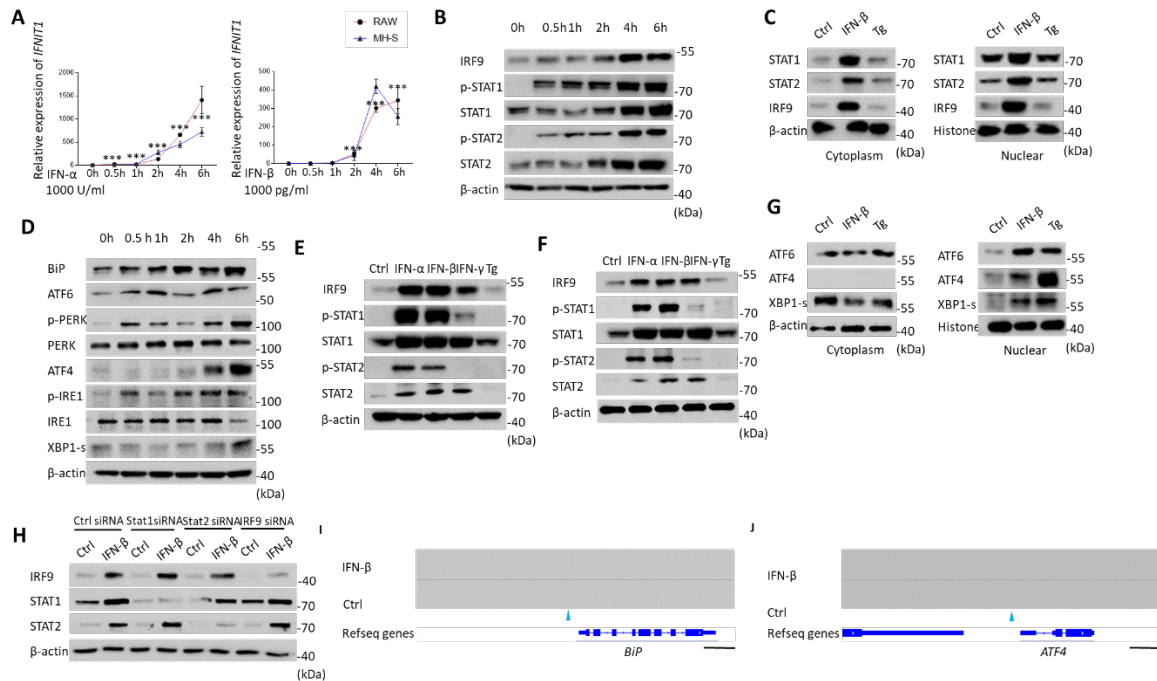 A
Relative expression of IFNIT1
2000
1500
1000
500
0
0h 0.5h 1h 2h 4h 6h
IFN-α
1000 U/ml
*** *** *** *** ***
Relative expression of IFNIT1
500
400
300
200
100
0
0h 0.5h 1h 2h 4h 6h
IFN-β
1000 pg/ml
*** *** ***
RAW
MH-S
B
0h 0.5h 1h 2h 4h 6h
IRF9 -55
p-STAT1 -70
STAT1 -70
p-STAT2 -70
STAT2 -70
β-actin -40
(kDa)
C
Ctrl IFN-β Tg
STAT1 -70
STAT2 -70
IRF9 -40
β-actin -40
Cytoplasm (kDa)
Ctrl IFN-β Tg
STAT1 -70
STAT2 -70
IRF9 -40
Histone -40
Nuclear (kDa)
D
0h 0.5 h 1h 2h 4h 6h
BiP -55
ATF6 -50
p-PERK -100
PERK -100
ATF4 -55
p-IRE1 -100
IRE1 -100
XBP1-s -55
β-actin -40
(kDa)
E
Ctrl IFN-α IFN-β IFN-γ Tg
IRF9 -55
p-STAT1 -70
STAT1 -70
p-STAT2 -70
STAT2 -70
β-actin -40
(kDa)
F
Ctrl IFN-α IFN-β IFN-γ Tg
IRF9 -55
p-STAT1 -70
STAT1 -70
p-STAT2 -70
STAT2 -70
β-actin -40
(kDa)
G
Ctrl IFN-β Tg
ATF6 -55
ATF4 -55
XBP1-s -55
β-actin -40
Cytoplasm (kDa)
Ctrl IFN-β Tg
ATF6 -55
ATF4 -55
XBP1-s -55
Histone -40
Nuclear (kDa)
H
Ctrl siRNA Stat1siRNA Stat2 siRNA IRF9 siRNA
Ctrl IFN-β Ctrl IFN-β Ctrl IFN-β Ctrl IFN-β
IRF9 -40
STAT1 -70
STAT2 -70
β-actin -40
(kDa)
I
IFN-β
Ctrl
Refseq genes
BiP
J
IFN-β
Ctrl
Refseq genes
ATF4